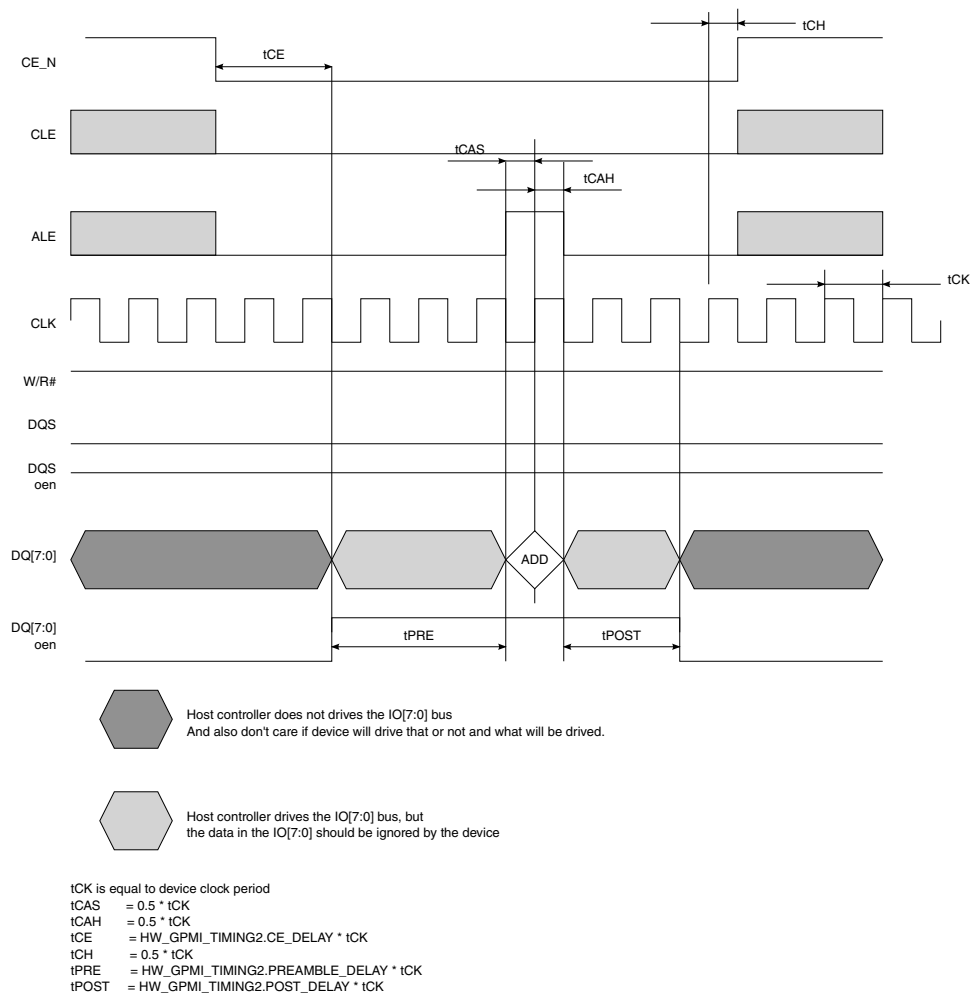 tCH
tCE
CE_N
CLE
tCAS
tCAH
ALE
tCK
CLK
W/R#
DQS
DQS
oen
DQ[7:0]
ADD
DQ[7:0]
oen
tPRE
tPOST
Host controller does not drives the IO[7:0] bus
And also don't care if device will drive that or not and what will be drived.
Host controller drives the IO[7:0] bus, but
the data in the IO[7:0] should be ignored by the device
tCK is equal to device clock period
tCAS = 0.5 * tCK
tCAH = 0.5 * tCK
tCE = HW_GPMI_TIMING2.CE_DELAY * tCK
tCH = 0.5 * tCK
tPRE = HW_GPMI_TIMING2.PREAMBLE_DELAY * tCK
tPOST = HW_GPMI_TIMING2.POST_DELAY * tCK